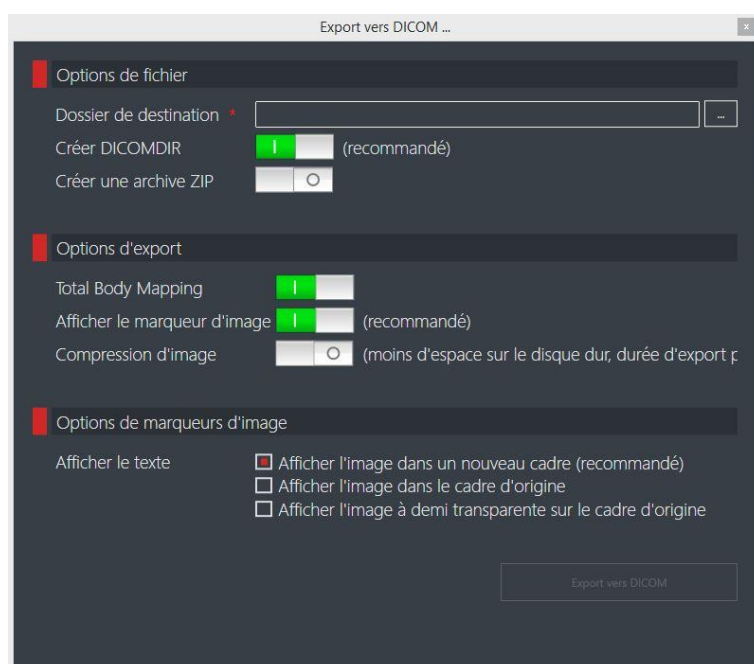 Export vers DICOM ...
x
Options de fichier
Dossier de destination *
...
Créer DICOMDIR (recommandé)
Créer une archive ZIP
Options d'export
Total Body Mapping
Afficher le marqueur d'image (recommandé)
Compression d'image (moins d'espace sur le disque dur, durée d'export p
Options de marqueurs d'image
Afficher le texte Afficher l'image dans un nouveau cadre (recommandé)
Afficher l'image dans le cadre d'origine
Afficher l'image à demi transparente sur le cadre d'origine
Export vers DICOM